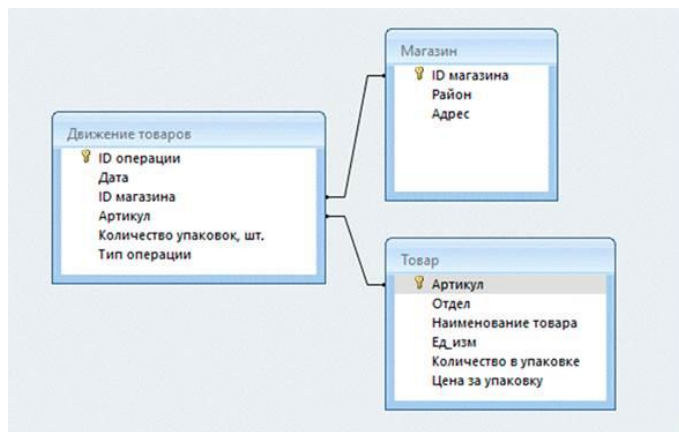 Магазин
ID магазина
Район
Адрес
Движение товаров
ID операции
Дата
ID магазина
Артикул
Количество упаковок, шт.
Тип операции
Товар
Артикул
Отдел
Наименование товара
Ед_изм
Количество в упаковке
Цена за упаковку